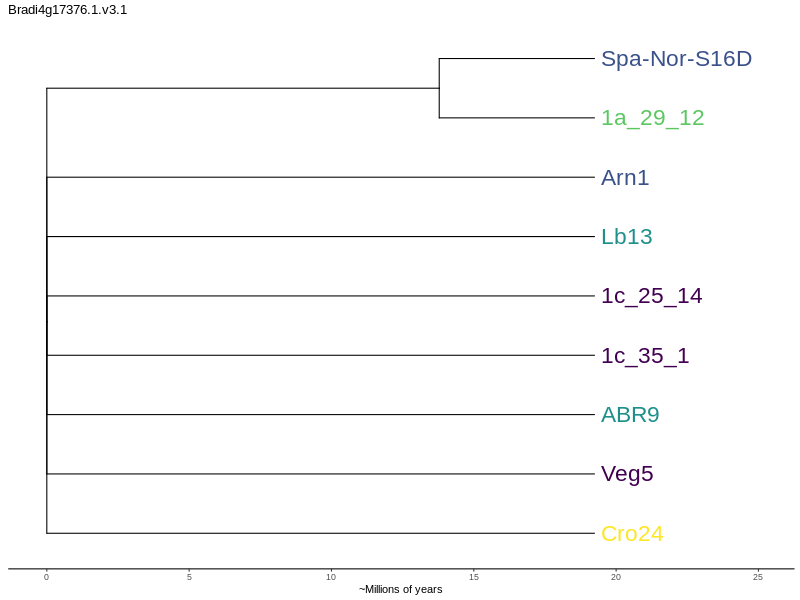 Bradi4g17376.1.v3.1
Spa-Nor-S16D
1a_29_12
Arn1
Lb13
1c_25_14
1c_35_1
ABR9
Veg5
Cro24
0 5 10 15 20 25
~Millions of years